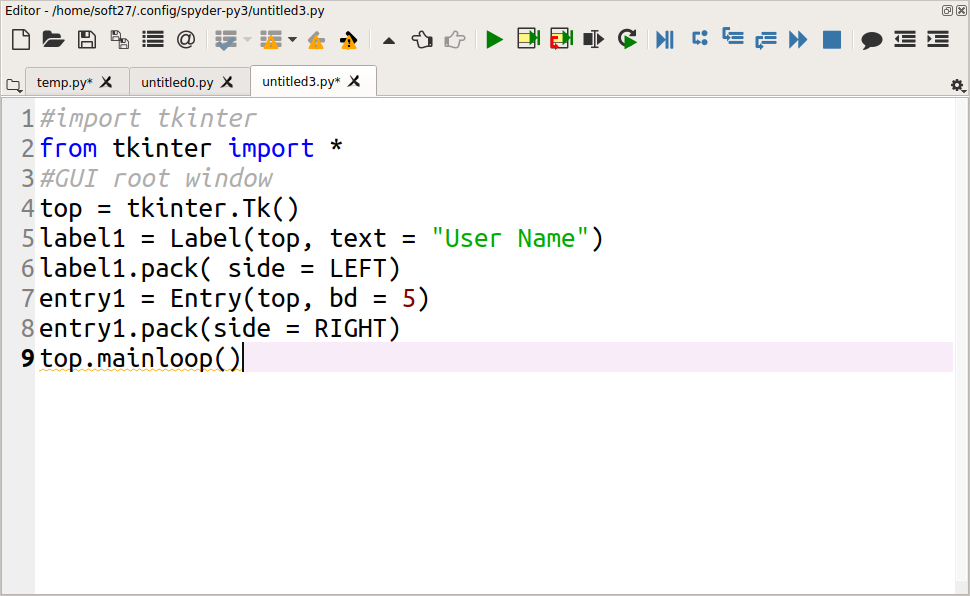 Editor - /home/soft27/.config/spyder-py3/untitled3.py
temp.py* untitled0.py untitled3.py*
1 #import tkinter
2 from tkinter import *
3 #GUI root window
4 top = tkinter.Tk()
5 label1 = Label(top, text = "User Name")
6 label1.pack( side = LEFT)
7 entry1 = Entry(top, bd = 5)
8 entry1.pack(side = RIGHT)
9 top.mainloop()